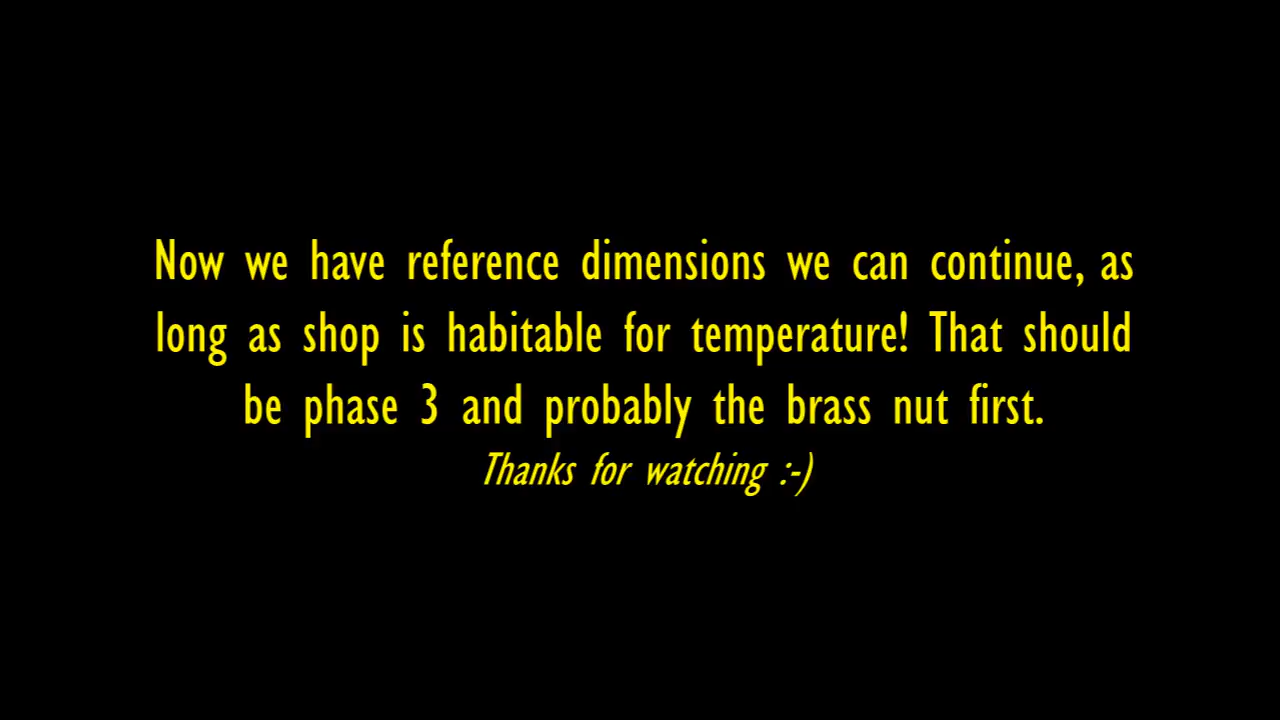 Now we have reference dimensions we can continue, as
long as shop is habitable for temperature! That should
be phase 3 and probably the brass nut first.
Thanks for watching :-)